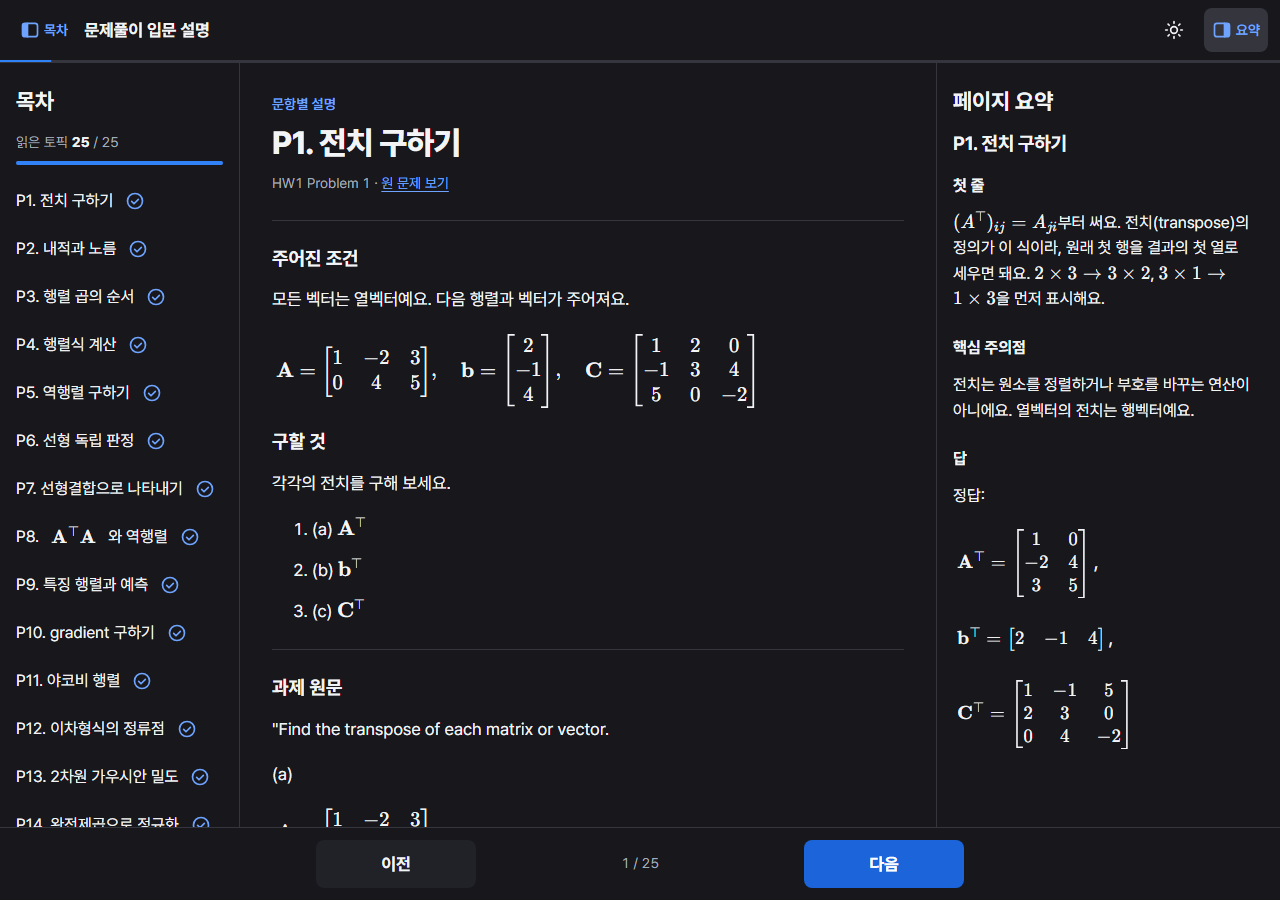 목차 문제풀이 입문 설명 요약
목차
읽은 토픽 25 / 25
P1. 전치 구하기
P2. 내적과 노름
P3. 행렬 곱의 순서
P4. 행렬식 계산
P5. 역행렬 구하기
P6. 선형 독립 판정
P7. 선형결합으로 나타내기
P8. A⊤A 와 역행렬
P9. 특징 행렬과 예측
P10. gradient 구하기
P11. 야코비 행렬
P12. 이차형식의 정류점
P13. 2차원 가우시안 밀도
P14. 완전제곱으로 정규화
문항별 설명
P1. 전치 구하기
HW1 Problem 1 · 원 문제 보기
주어진 조건
모든 벡터는 열벡터예요. 다음 행렬과 벡터가 주어져요.
A = [1 −2 3; 0 4 5], b = [2; −1; 4], C = [1 2 0; −1 3 4; 5 0 −2]
구할 것
각각의 전치를 구해 보세요.
1. (a) A⊤
2. (b) b⊤
3. (c) C⊤
과제 원문
"Find the transpose of each matrix or vector.
(a)
[1 −2 3]
페이지 요약
P1. 전치 구하기
첫 줄
(A⊤)ij = Aji부터 써요. 전치(transpose)의
정의가 이 식이라, 원래 첫 행을 결과의 첫 열로
세우면 돼요. 2 × 3 → 3 × 2, 3 × 1 →
1 × 3을 먼저 표시해요.
핵심 주의점
전치는 원소를 정렬하거나 부호를 바꾸는 연산이
아니에요. 열벡터의 전치는 행벡터예요.
답
정답:
A⊤ = [1 0; −2 4; 3 5],
b⊤ = [2 −1 4],
C⊤ = [1 −1 5; 2 3 0; 0 4 −2]
이전 1 / 25 다음